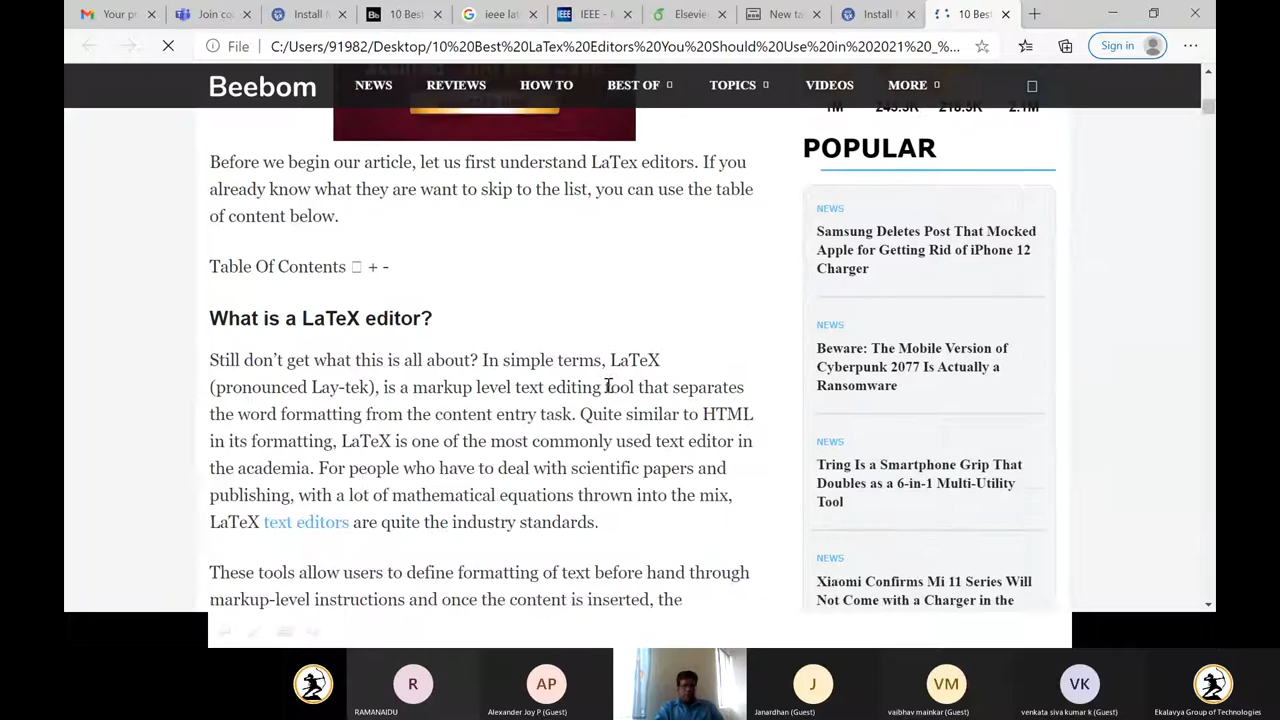 Your pr
Join co
Install M
10 Best
ieee lat
IEEE - I
Elsevie
New ta
Install I
10 Bes
File
C:/Users/91982/Desktop/10%20Best%20LaTex%20Editors%20You%20Should%20Use%20in%202021%20_%...
Sign in
Beebom
NEWS
REVIEWS
HOW TO
BEST OF
TOPICS
VIDEOS
MORE
Before we begin our article, let us first understand LaTex editors. If you
already know what they are want to skip to the list, you can use the table
of content below.
Table Of Contents + -
What is a LaTeX editor?
Still don't get what this is all about? In simple terms, LaTeX
(pronounced Lay-tek), is a markup level text editing tool that separates
the word formatting from the content entry task. Quite similar to HTML
in its formatting, LaTeX is one of the most commonly used text editor in
the academia. For people who have to deal with scientific papers and
publishing, with a lot of mathematical equations thrown into the mix,
LaTeX text editors are quite the industry standards.
These tools allow users to define formatting of text before hand through
markup-level instructions and once the content is inserted, the
POPULAR
NEWS
Samsung Deletes Post That Mocked
Apple for Getting Rid of iPhone 12
Charger
NEWS
Beware: The Mobile Version of
Cyberpunk 2077 Is Actually a
Ransomware
NEWS
Tring Is a Smartphone Grip That
Doubles as a 6-in-1 Multi-Utility
Tool
NEWS
Xiaomi Confirms Mi 11 Series Will
Not Come with a Charger in the
R
AP
J
VM
VK
RAMANAIDU
Alexander Joy P (Guest)
Janardhan (Guest)
vaibhav mainkar (Guest)
venkata siva kumar k (Guest)
Ekalavya Group of Technologies